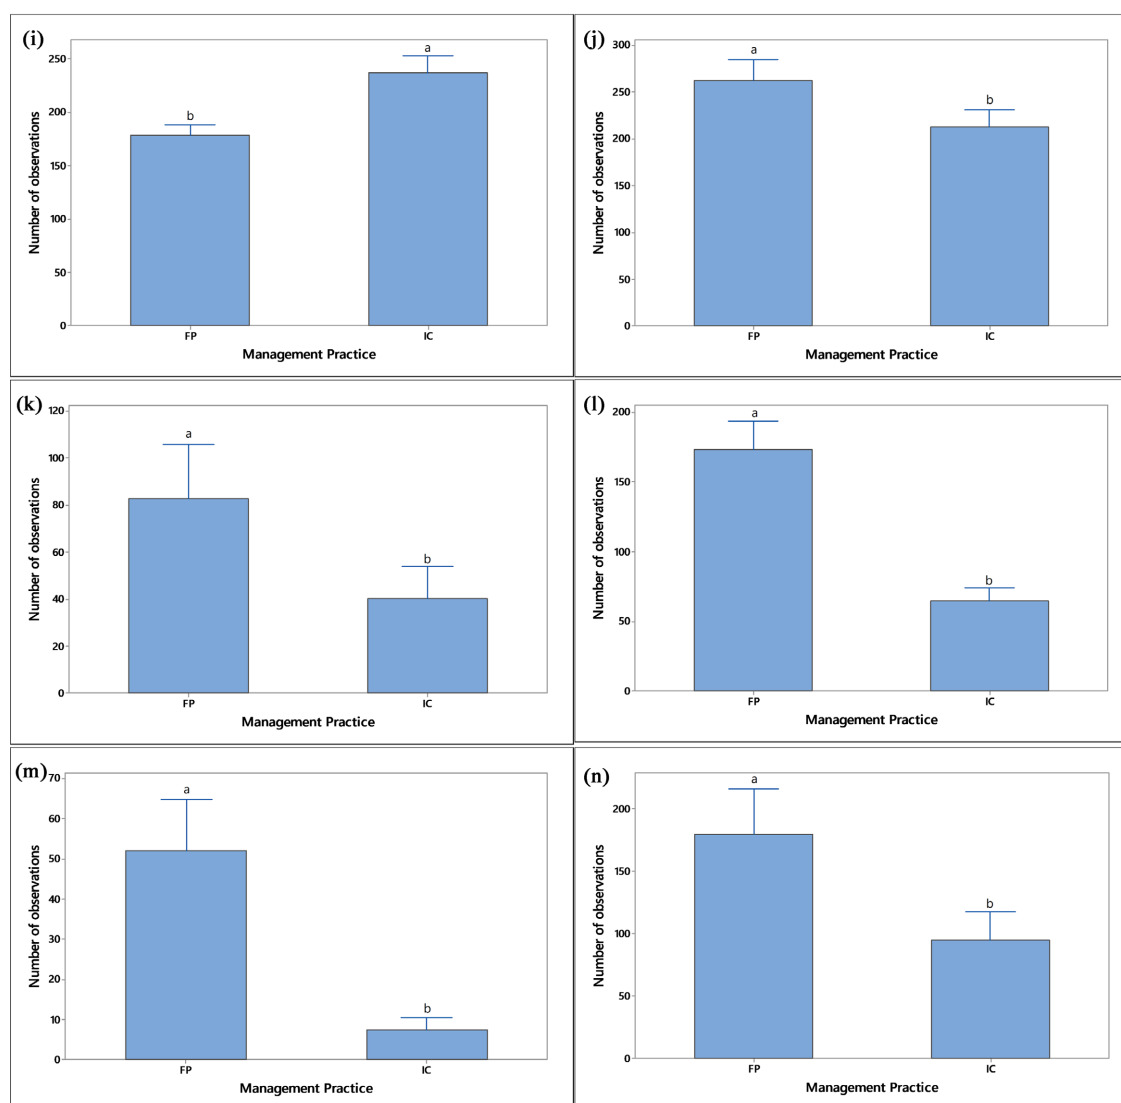 (i)
Number of observations
250
200
150
100
50
0
b
a
FP
IC
Management Practice
(j)
Number of observations
300
250
200
150
100
50
0
a
b
FP
IC
Management Practice
(k)
Number of observations
120
100
80
60
40
20
0
a
b
FP
IC
Management Practice
(l)
Number of observations
200
150
100
50
0
a
b
FP
IC
Management Practice
(m)
Number of observations
70
60
50
40
30
20
10
0
a
b
FP
IC
Management Practice
(n)
Number of observations
200
150
100
50
0
a
b
FP
IC
Management Practice